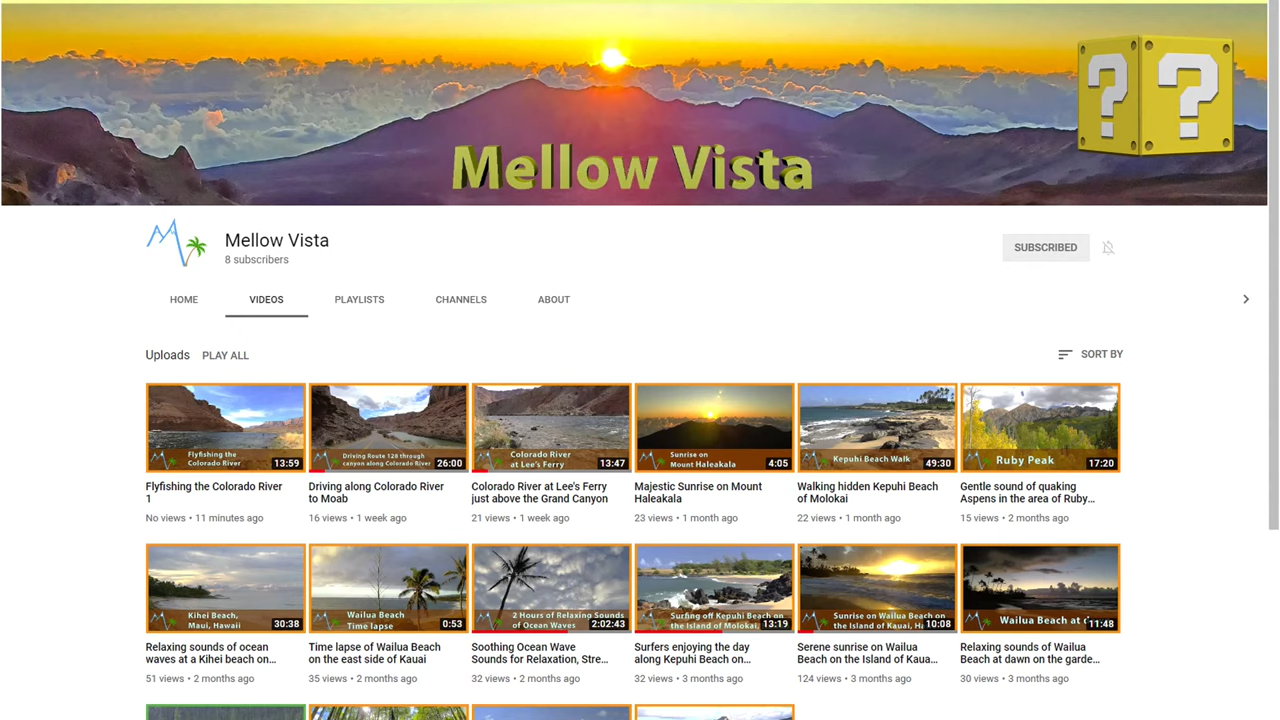 ? ?
Mellow Vista
Mellow Vista
8 subscribers
SUBSCRIBED
HOME VIDEOS PLAYLISTS CHANNELS ABOUT
Uploads PLAY ALL
SORT BY
Flyfishing the
Colorado River
13:59
Driving Route 128 through
canyon along Colorado River
26:00
Colorado River
at Lee's Ferry
13:47
Sunrise on
Mount Haleakala
4:05
Kepuhi Beach Walk
49:30
Ruby Peak
17:20
Flyfishing the Colorado River
1
No views • 11 minutes ago
Driving along Colorado River
to Moab
16 views • 1 week ago
Colorado River at Lee's Ferry
just above the Grand Canyon
21 views • 1 week ago
Majestic Sunrise on Mount
Haleakala
23 views • 1 month ago
Walking hidden Kepuhi Beach
of Molokai
22 views • 1 month ago
Gentle sound of quaking
Aspens in the area of Ruby...
15 views • 2 months ago
Kihei Beach,
Maui, Hawaii
30:38
Wailua Beach
Time lapse
0:53
2 Hours of Relaxing Sounds
of Ocean Waves
2:02:43
Surfing off Kepuhi Beach on
the Island of Molokai,
13:19
Sunrise on Wailua Beach on
the Island of Kauai, H
10:08
Wailua Beach at d
11:48
Relaxing sounds of ocean
waves at a Kihei beach on...
51 views • 2 months ago
Time lapse of Wailua Beach
on the east side of Kauai
35 views • 2 months ago
Soothing Ocean Wave
Sounds for Relaxation, Stre...
32 views • 2 months ago
Surfers enjoying the day
along Kepuhi Beach on...
32 views • 3 months ago
Serene sunrise on Wailua
Beach on the Island of Kaua...
124 views • 3 months ago
Relaxing sounds of Wailua
Beach at dawn on the garde...
30 views • 3 months ago